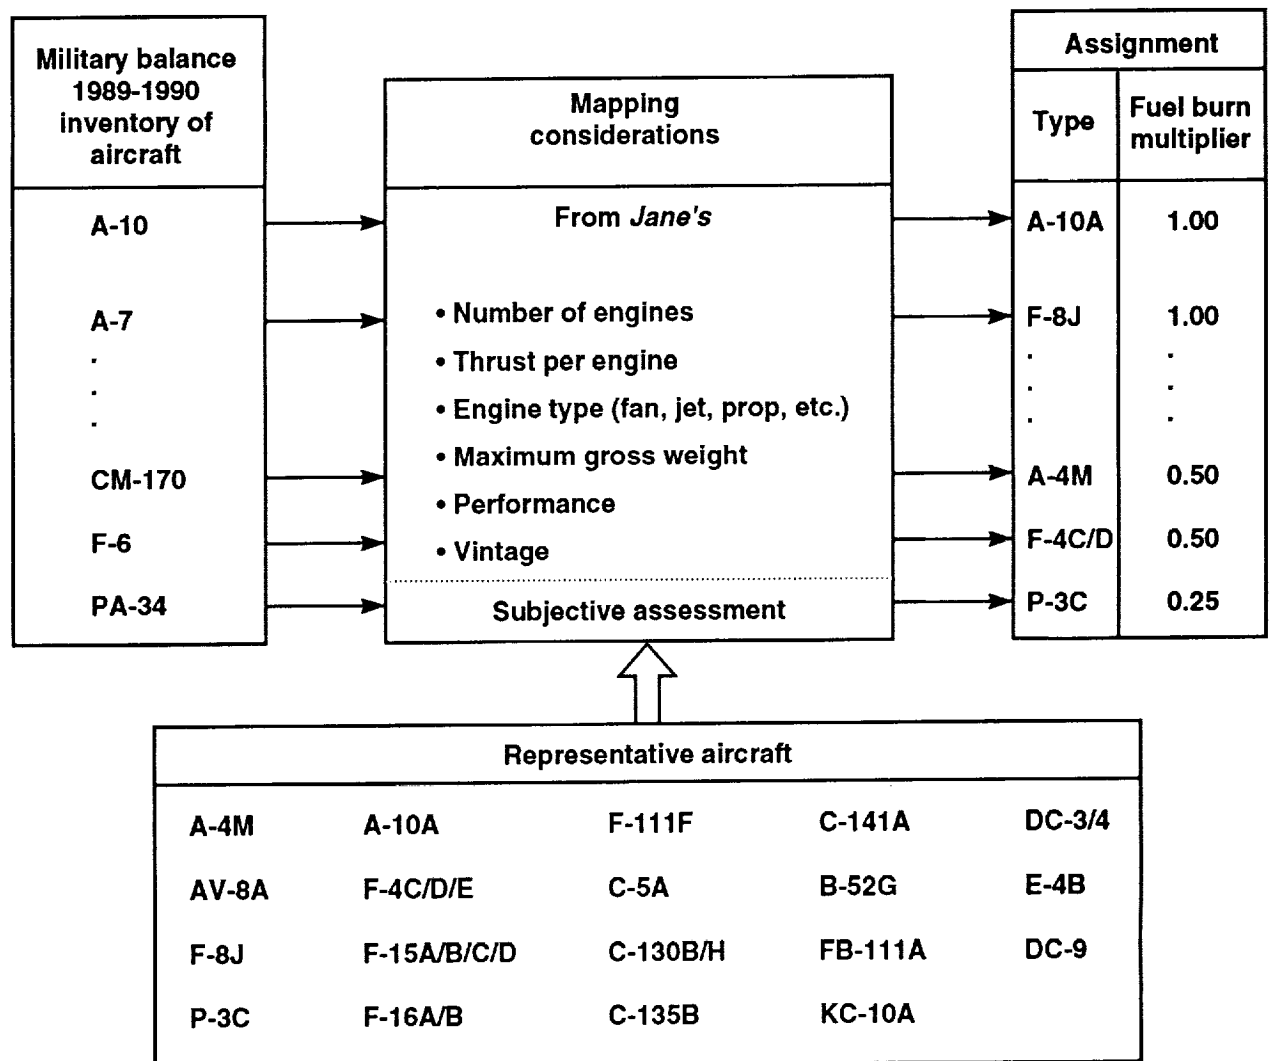 Military balance
1989-1990
inventory of
aircraft
A-10
A-7
.
.
.
CM-170
F-6
PA-34
Mapping
considerations
From Jane's
• Number of engines
• Thrust per engine
• Engine type (fan, jet, prop, etc.)
• Maximum gross weight
• Performance
• Vintage
Subjective assessment
Assignment
Type Fuel burn
multiplier
A-10A 1.00
F-8J 1.00
. .
. .
. .
A-4M 0.50
F-4C/D 0.50
P-3C 0.25
Representative aircraft
A-4M A-10A F-111F C-141A DC-3/4
AV-8A F-4C/D/E C-5A B-52G E-4B
F-8J F-15A/B/C/D C-130B/H FB-111A DC-9
P-3C F-16A/B C-135B KC-10A